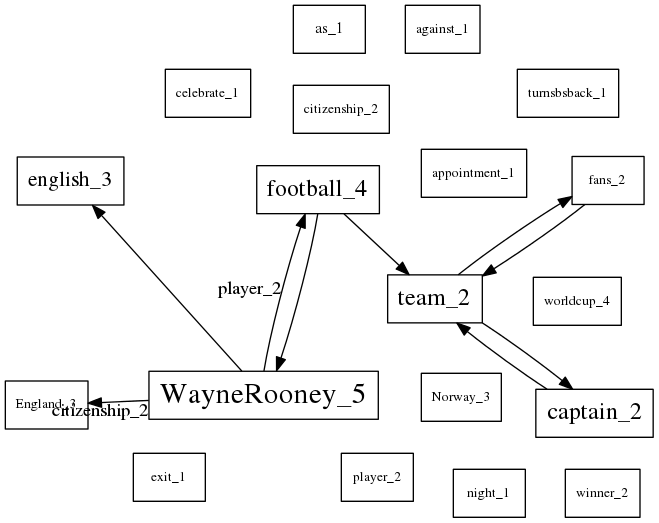 as_1
against_1
celebrate_1
citizenship_2
turnsbsback_1
english_3
football_4
appointment_1
fans_2
player_2
team_2
worldcup_4
England_3
citizenship_2
WayneRooney_5
Norway_3
captain_2
exit_1
player_2
night_1
winner_2